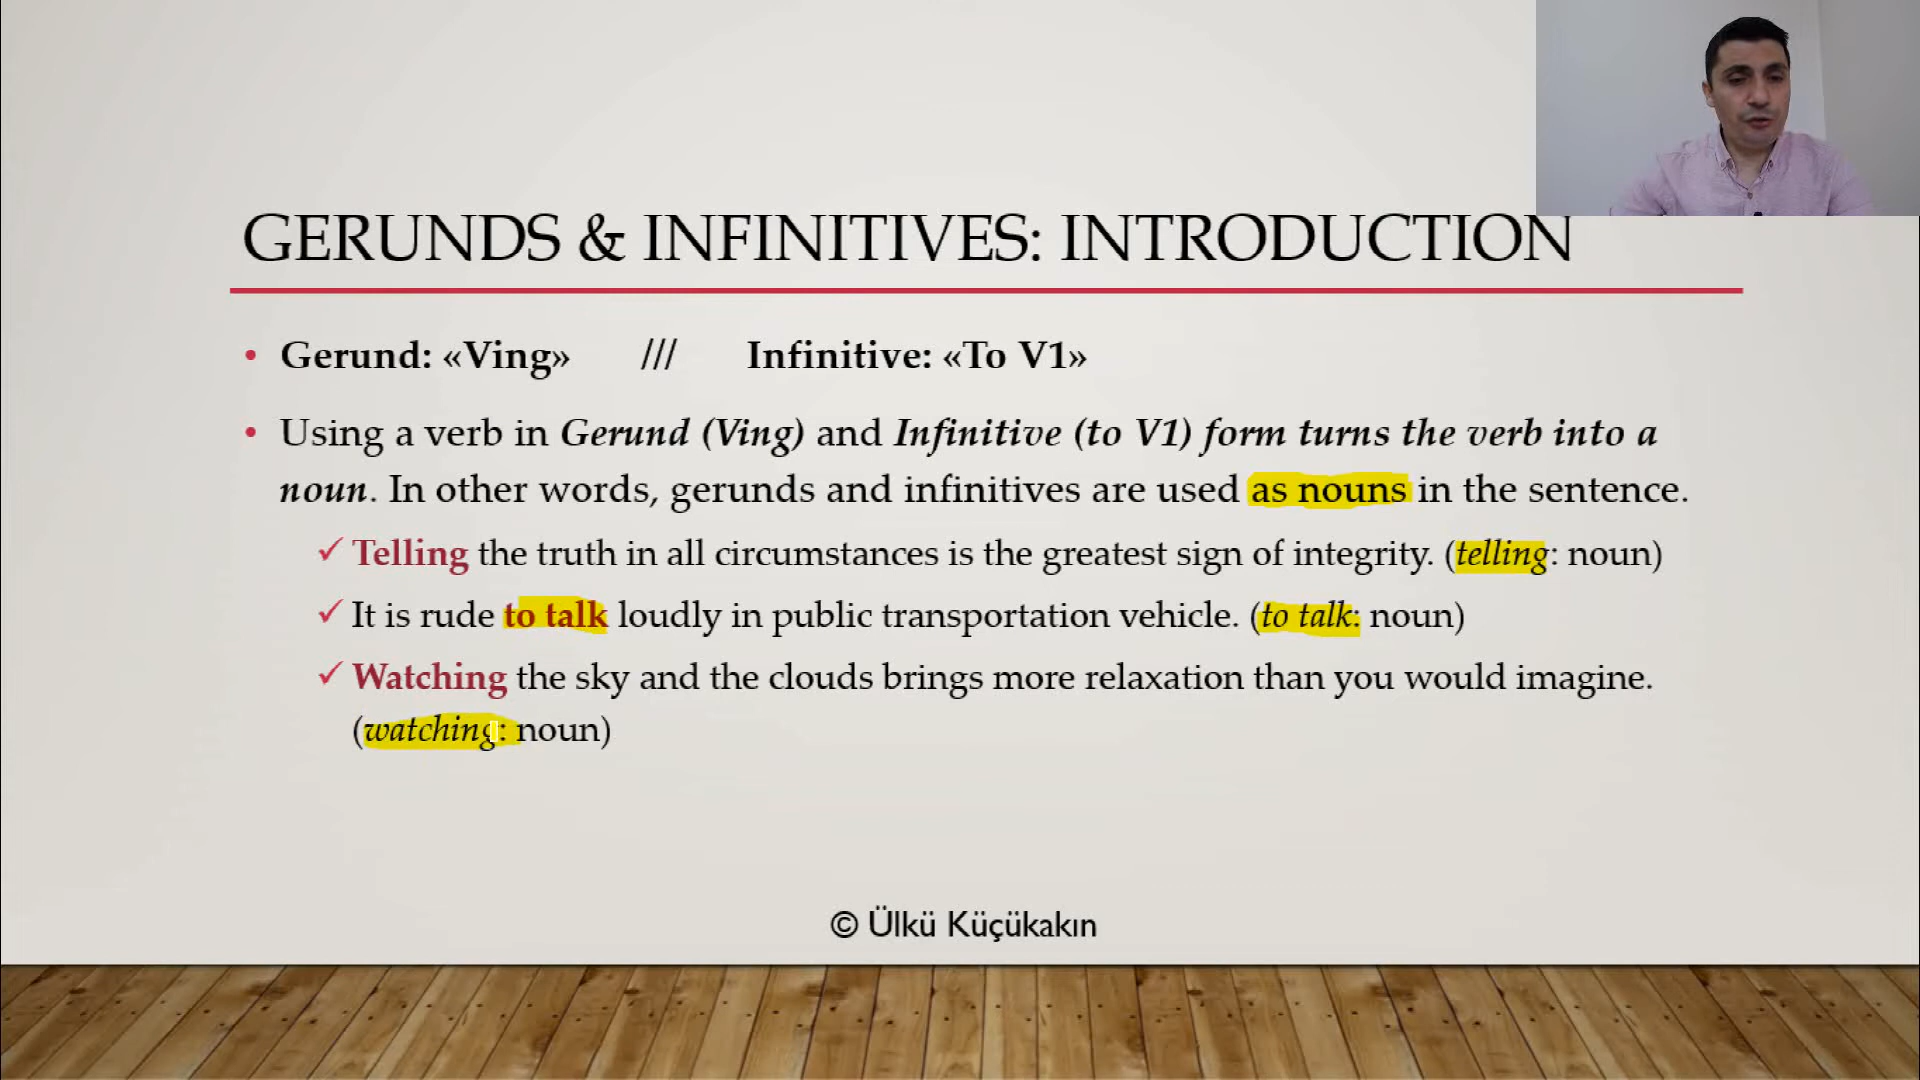 GERUNDS & INFINITIVES: INTRODUCTION
• Gerund: «Ving» /// Infinitive: «To V1»
• Using a verb in Gerund (Ving) and Infinitive (to V1) form turns the verb into a
noun. In other words, gerunds and infinitives are used as nouns in the sentence.
✓ Telling the truth in all circumstances is the greatest sign of integrity. (telling: noun)
✓ It is rude to talk loudly in public transportation vehicle. (to talk: noun)
✓ Watching the sky and the clouds brings more relaxation than you would imagine.
(watching: noun)
© Ülkü Küçükakın